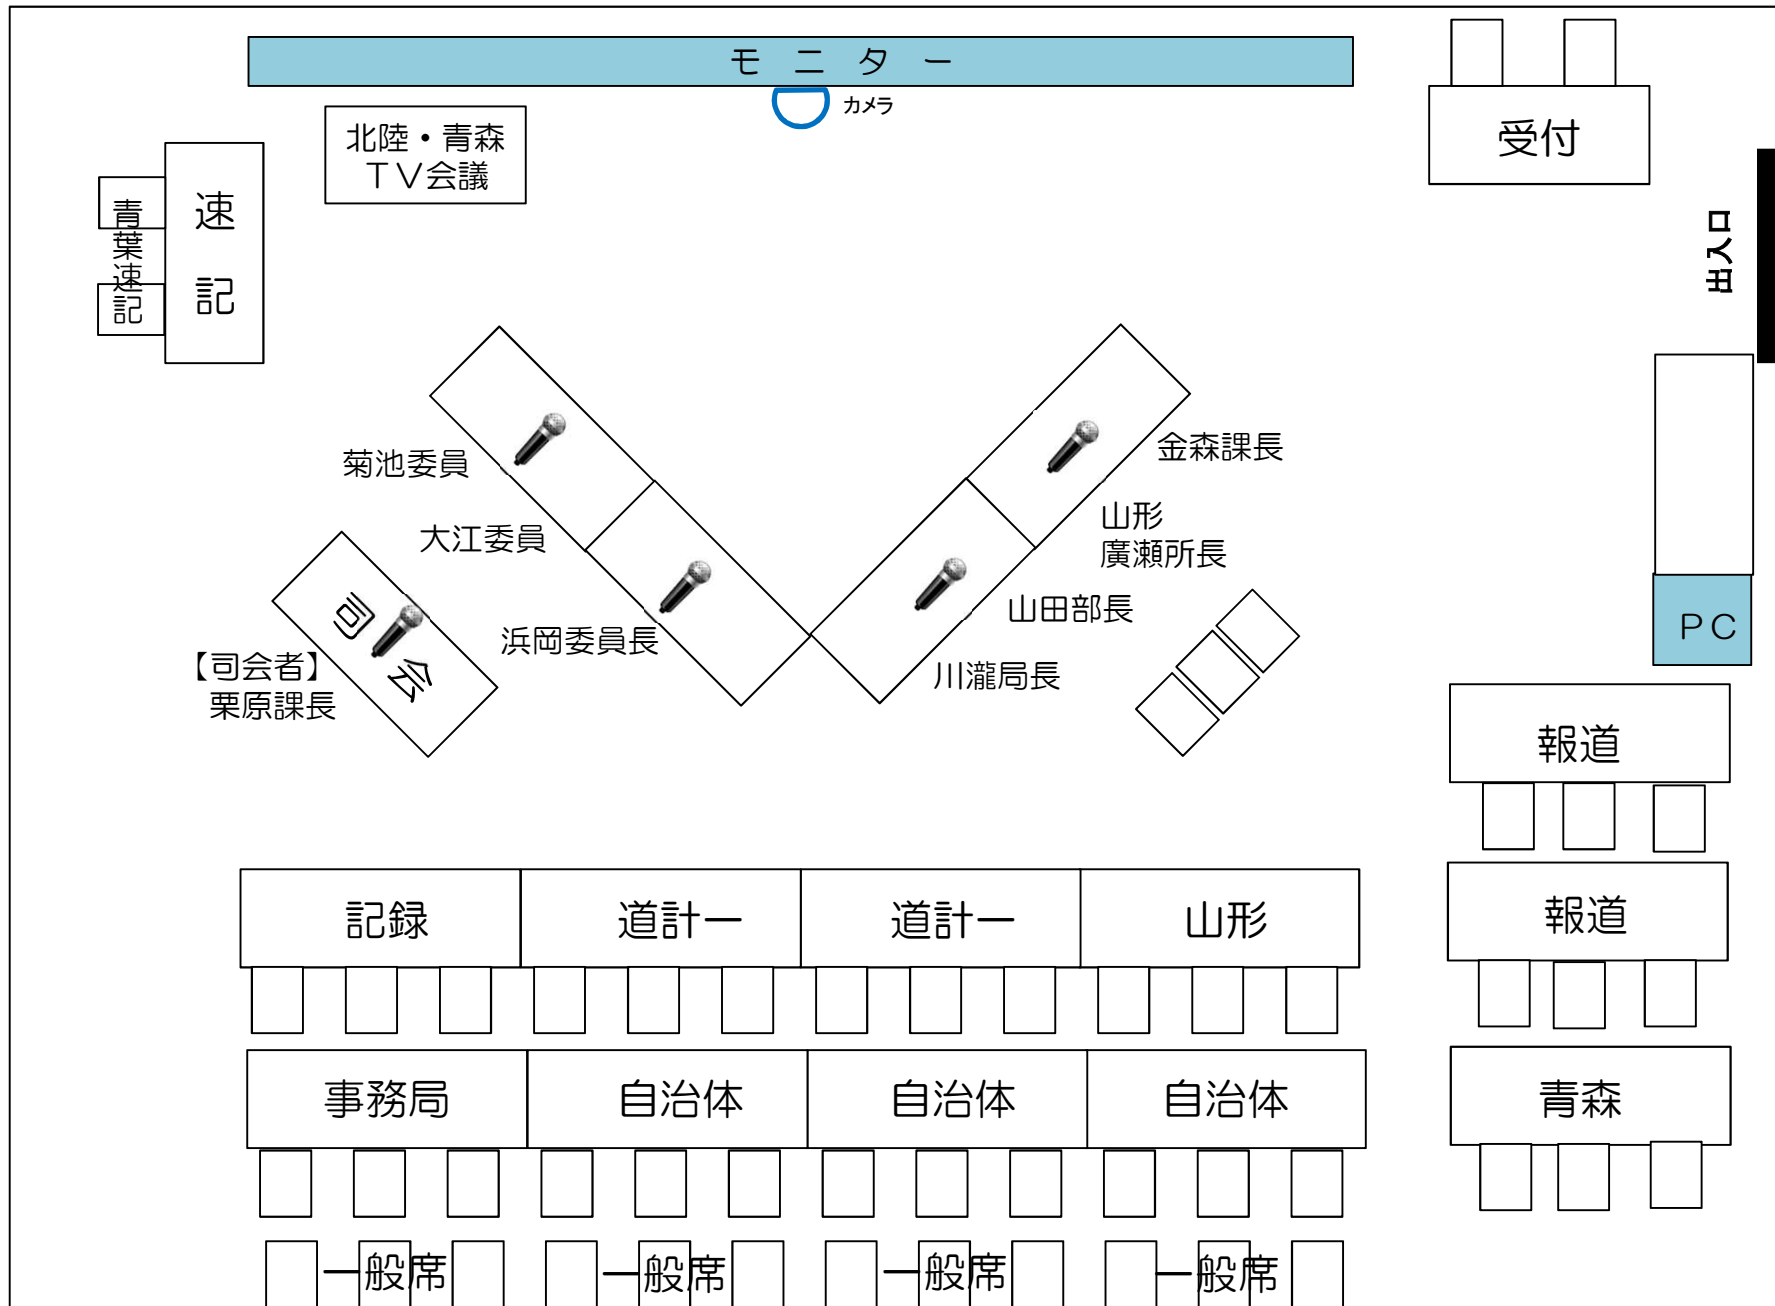 モニター
カメラ
受付
北陸・青森
TV会議
速記
青葉速記
出入口
菊池委員
大江委員
浜岡委員長
司会
【司会者】
栗原課長
金森課長
山形
廣瀬所長
山田部長
川瀧局長
PC
報道
報道
青森
記録
道計一
道計一
山形
事務局
自治体
自治体
自治体
一般席
一般席
一般席
一般席